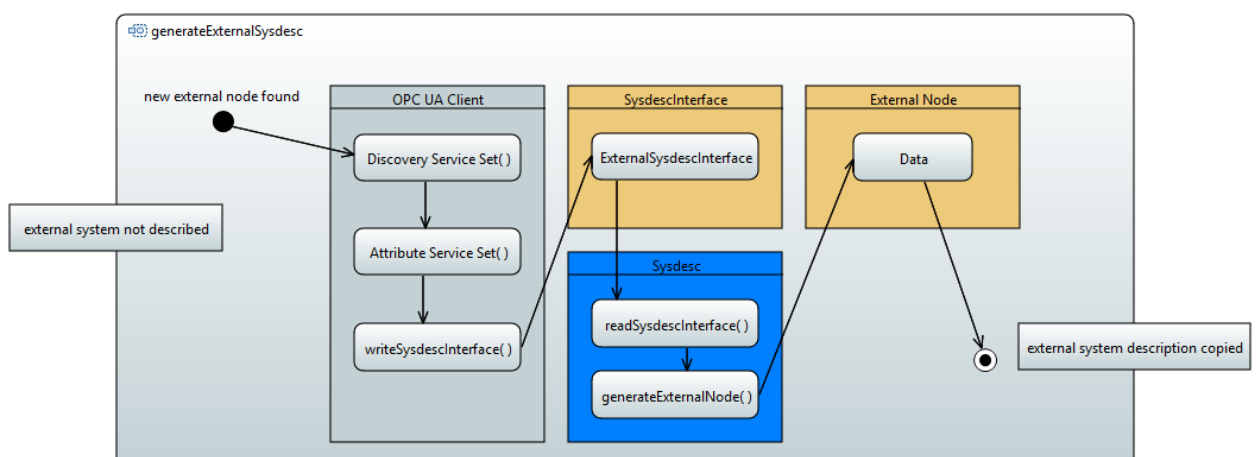 generateExternalSysdesc
new external node found
OPC UA Client
SysdescInterface
External Node
Discovery Service Set( )
ExternalSysdescInterface
Data
external system not described
Attribute Service Set( )
Sysdesc
readSysdescInterface( )
writeSysdescInterface( )
external system description copied
generateExternalNode( )